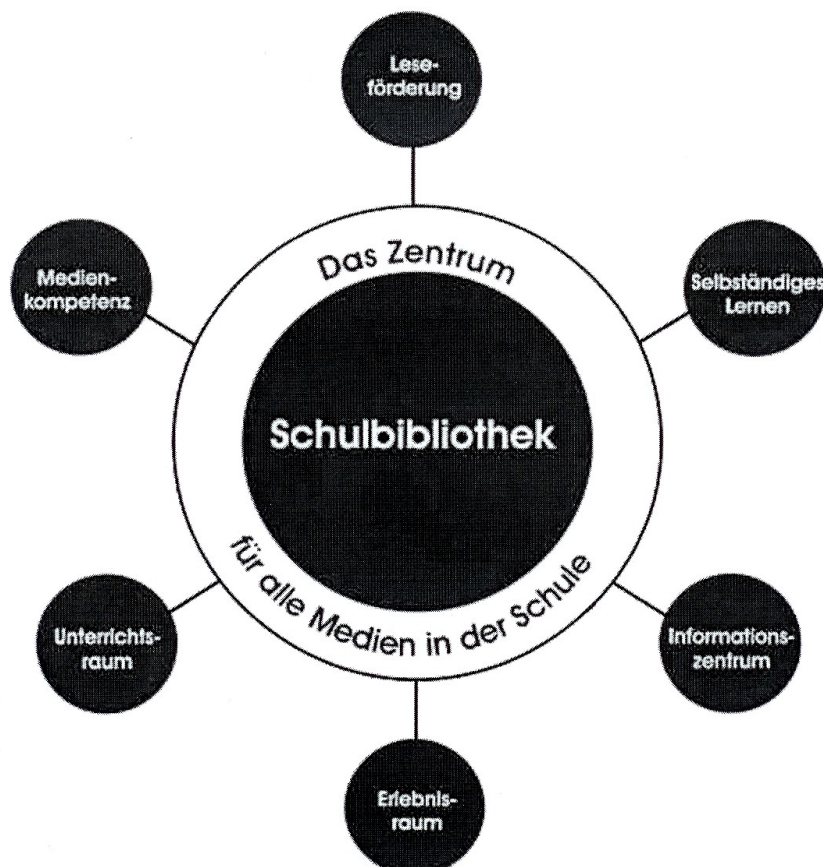 Lese-
förderung
Medien-
kompetenz
Das Zentrum
Selbständiges
Lernen
Schulbibliothek
für alle Medien in der Schule
Unterrichts-
raum
Informations-
zentrum
Erlebnis-
raum